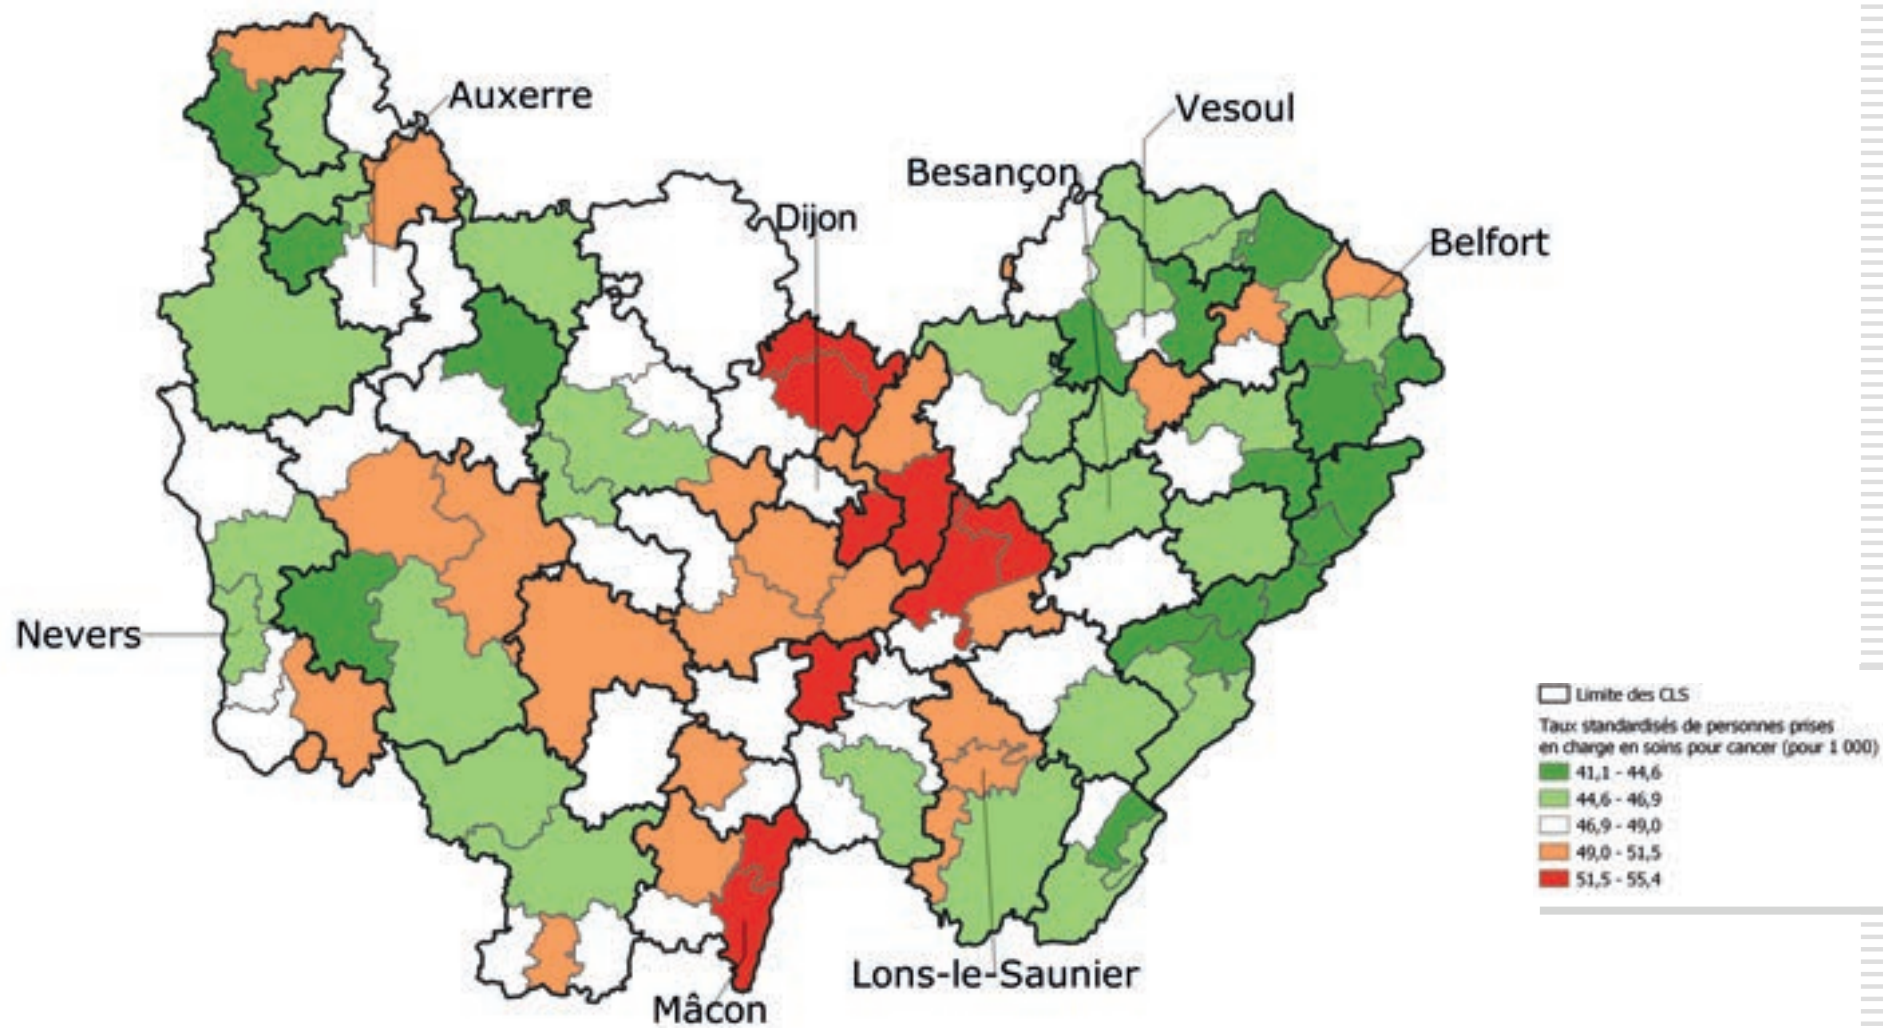 Auxerre
Vesoul
Besançon
Dijon
Belfort
Nevers
Limite des CLS
Taux standardisés de personnes prises
en charge en soins pour cancer (pour 1 000)
41,1 - 44,6
44,6 - 46,9
46,9 - 49,0
49,0 - 51,5
51,5 - 55,4
Lons-le-Saunier
Mâcon